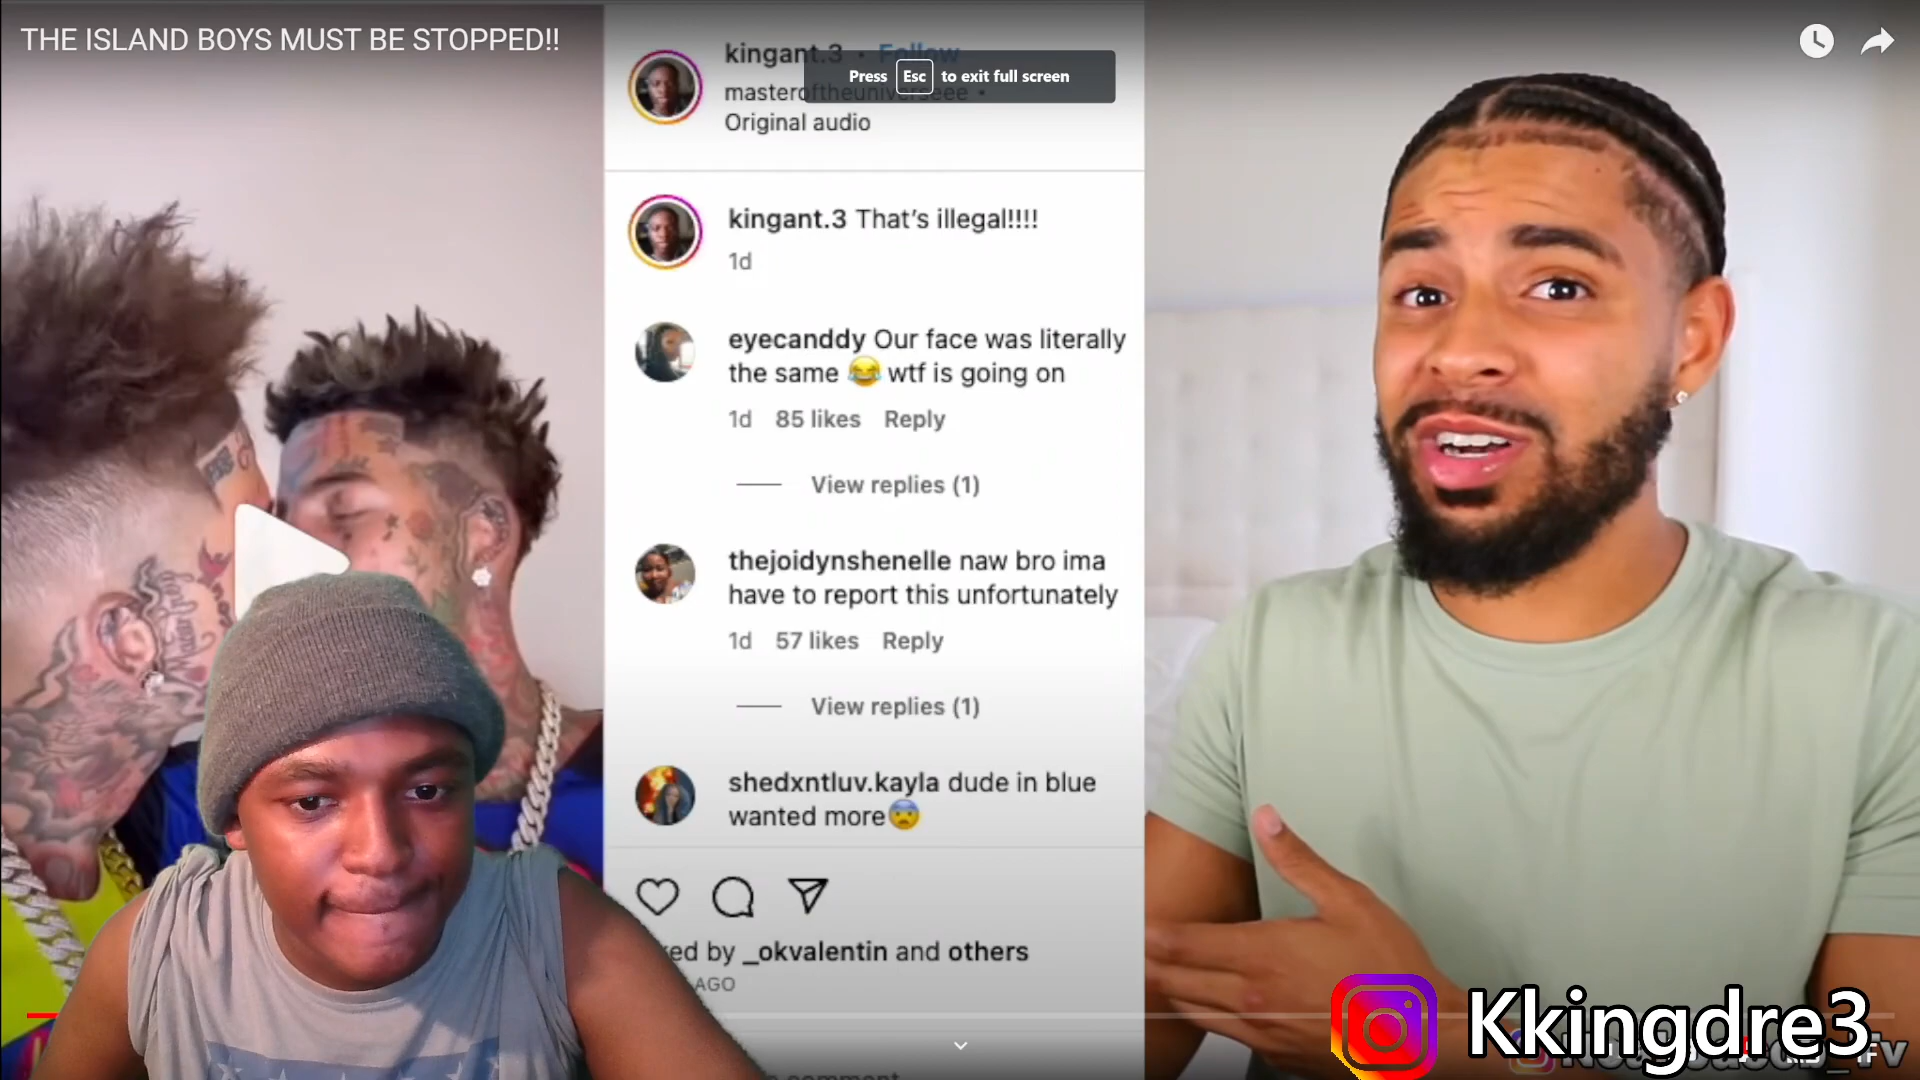 THE ISLAND BOYS MUST BE STOPPED!!
kingant.3 • Follow
Press Esc to exit full screen
masteroftheuniverseee •
Original audio
kingant.3 That's illegal!!!!
1d
eyecanddy Our face was literally
the same 😂 wtf is going on
1d 85 likes Reply
View replies (1)
thejoidynshenelle naw bro ima
have to report this unfortunately
1d 57 likes Reply
View replies (1)
shedxntluv.kayla dude in blue
wanted more😨
ed by _okvalentin and others
AGO
Kkingdre3